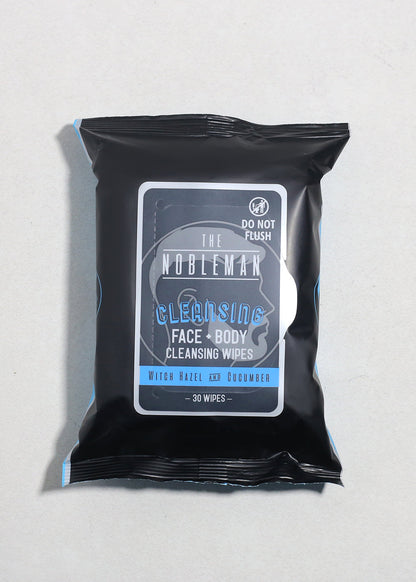 DO NOT
FLUSH
THE
NOBLEMAN
CLEANSING
FACE + BODY
CLEANSING WIPES
WITCH HAZEL AND CUCUMBER
– 30 WIPES –